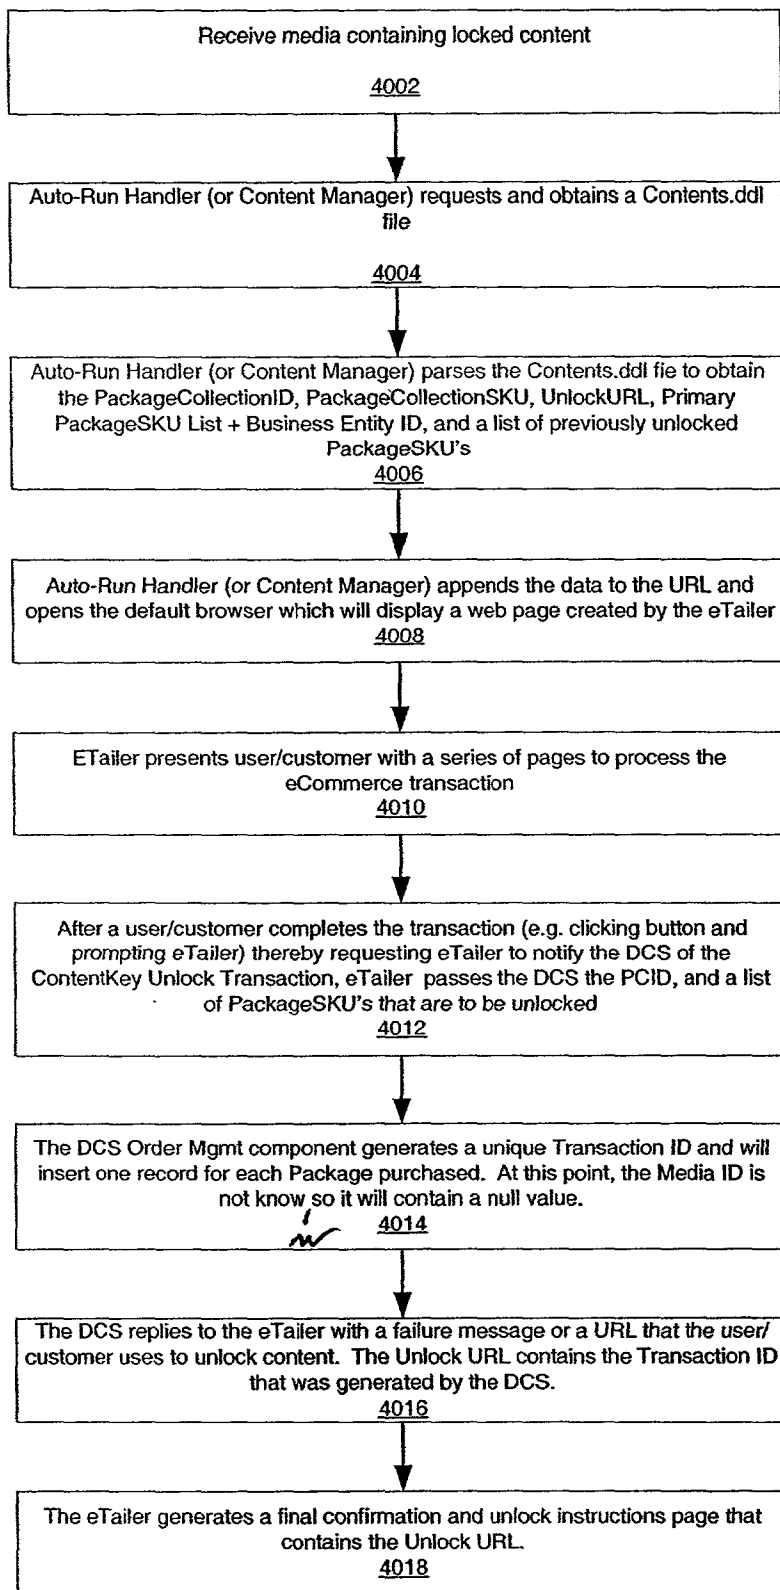 Receive media containing locked content
4002
Auto-Run Handler (or Content Manager) requests and obtains a Contents.ddl
file
4004
Auto-Run Handler (or Content Manager) parses the Contents.ddl fie to obtain
the PackageCollectionID, PackageCollectionSKU, UnlockURL, Primary
PackageSKU List + Business Entity ID, and a list of previously unlocked
PackageSKU's
4006
Auto-Run Handler (or Content Manager) appends the data to the URL and
opens the default browser which will display a web page created by the eTailer
4008
ETailer presents user/customer with a series of pages to process the
eCommerce transaction
4010
After a user/customer completes the transaction (e.g. clicking button and
prompting eTailer) thereby requesting eTailer to notify the DCS of the
ContentKey Unlock Transaction, eTailer passes the DCS the PCID, and a list
of PackageSKU's that are to be unlocked
4012
The DCS Order Mgmt component generates a unique Transaction ID and will
insert one record for each Package purchased. At this point, the Media ID is
not know so it will contain a null value.
4014
The DCS replies to the eTailer with a failure message or a URL that the user/
customer uses to unlock content. The Unlock URL contains the Transaction ID
that was generated by the DCS.
4016
The eTailer generates a final confirmation and unlock instructions page that
contains the Unlock URL.
4018